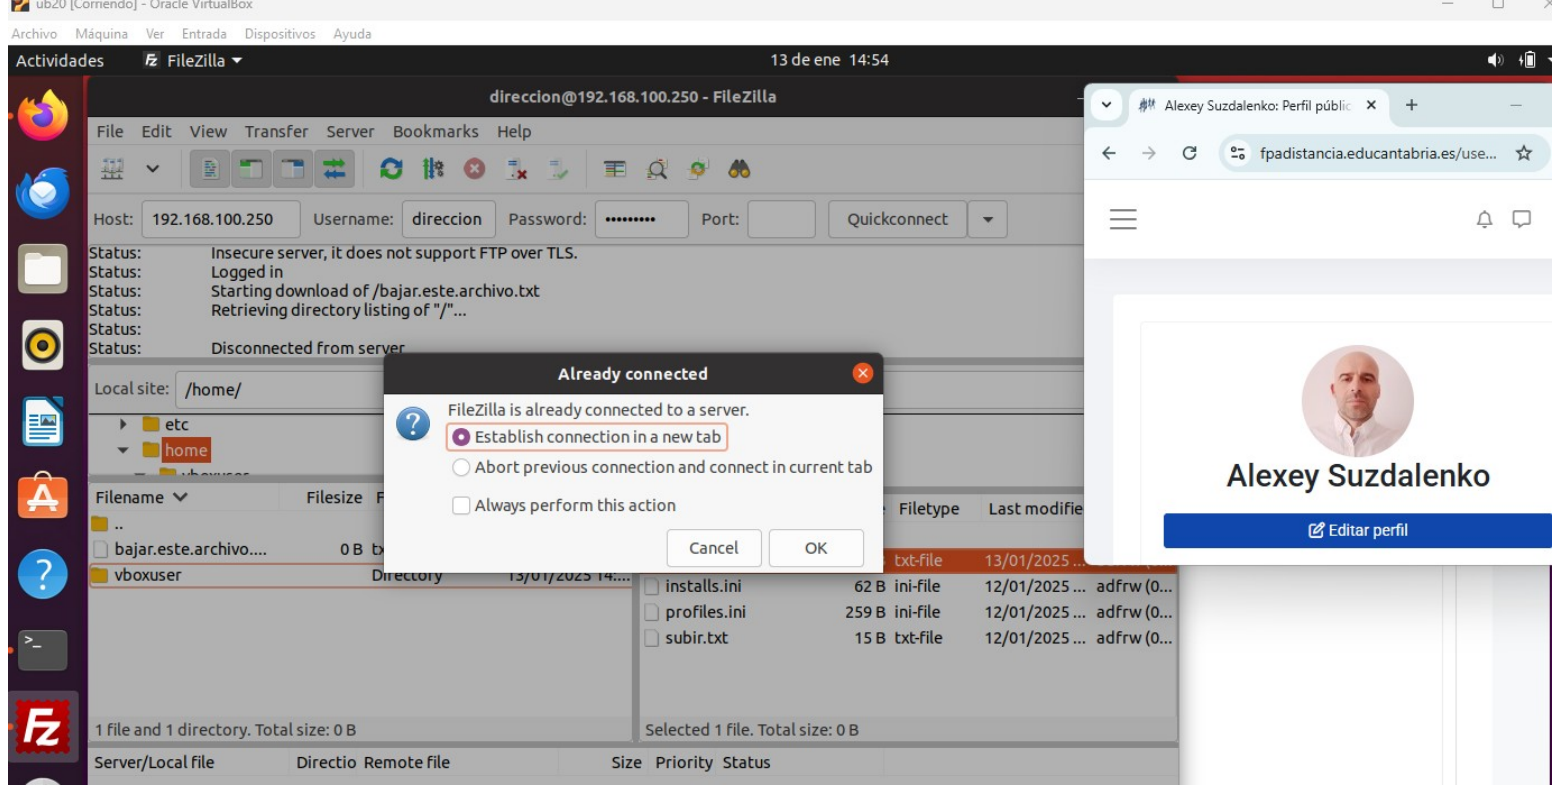 ub20 [Corriendo] - Oracle VirtualBox
Archivo Máquina Ver Entrada Dispositivos Ayuda
Actividades FileZilla 13 de ene 14:54
direccion@192.168.100.250 - FileZilla
File Edit View Transfer Server Bookmarks Help
Host: 192.168.100.250 Username: direccion Password: ••••••••• Port: Quickconnect
Status: Insecure server, it does not support FTP over TLS.
Status: Logged in
Status: Starting download of /bajar.este.archivo.txt
Status: Retrieving directory listing of "/"...
Status:
Status: Disconnected from server
Local site: /home/
etc
home
vboxuser
Filename Filesize F
..
bajar.este.archivo.... 0 B tx
vboxuser Directory 13/01/2025 14:...
1 file and 1 directory. Total size: 0 B
Already connected
FileZilla is already connected to a server.
Establish connection in a new tab
Abort previous connection and connect in current tab
Always perform this action
Cancel OK
Filetype Last modifie
txt-file 13/01/2025 ...
installs.ini 62 B ini-file 12/01/2025 ... adfrw (0...
profiles.ini 259 B ini-file 12/01/2025 ... adfrw (0...
subir.txt 15 B txt-file 12/01/2025 ... adfrw (0...
Selected 1 file. Total size: 0 B
Server/Local file Directio Remote file Size Priority Status
Alexey Suzdalenko: Perfil públic
fpadistancia.educantabria.es/use...
Alexey Suzdalenko
Editar perfil